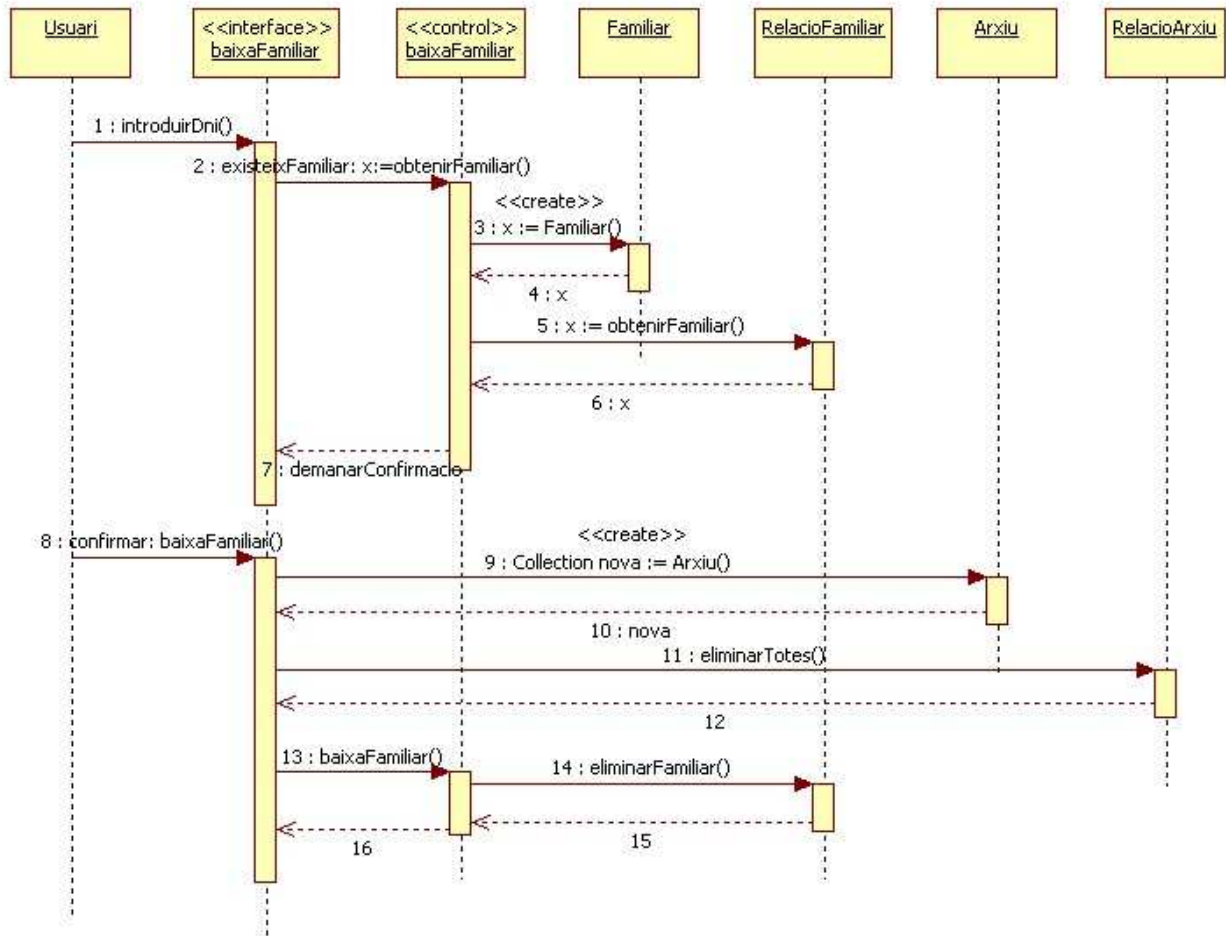 Usuari
<<interface>>
baixaFamiliar
<<control>>
baixaFamiliar
Familiar
RelacioFamiliar
Arxiu
RelacioArxiu
1 : introduirDni()
2 : existeixFamiliar: x:=obtenirFamiliar()
<<create>>
3 : x := Familiar()
4 : x
5 : x := obtenirFamiliar()
6 : x
7 : demanarConfirmacio
8 : confirmar: baixaFamiliar()
<<create>>
9 : Collection nova := Arxiu()
10 : nova
11 : eliminarTotes()
12
13 : baixaFamiliar()
14 : eliminarFamiliar()
15
16